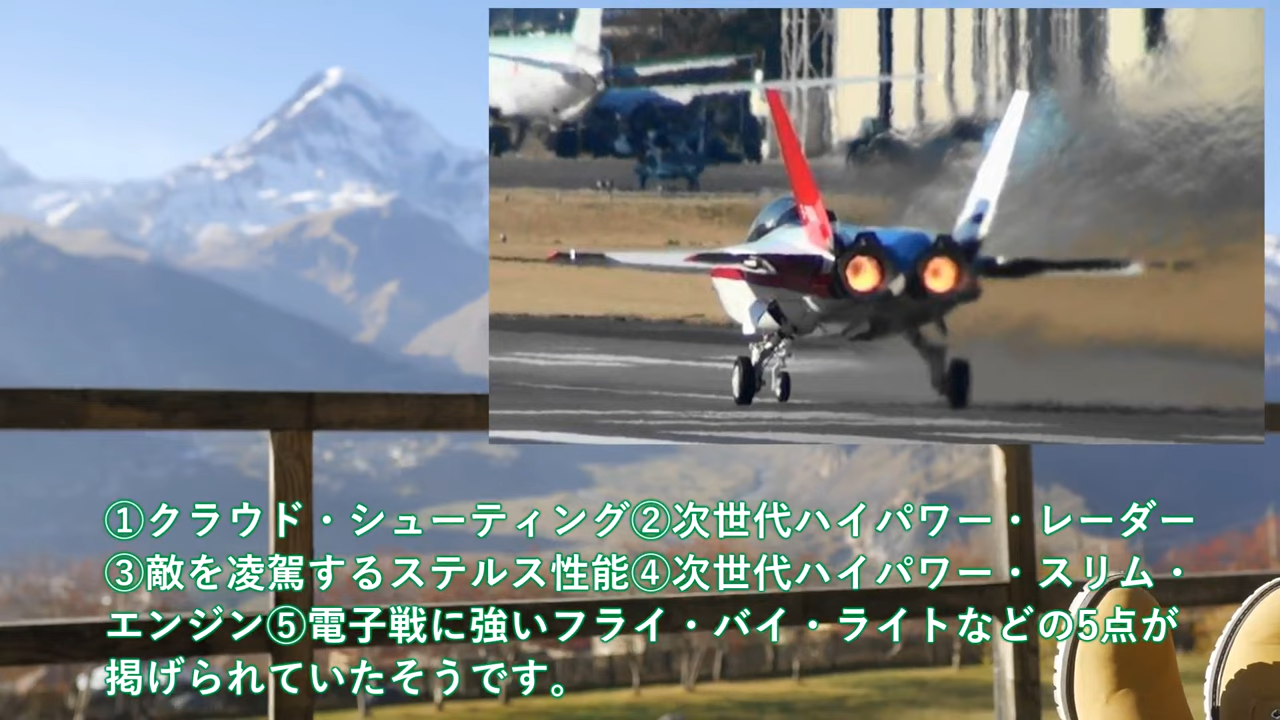 ①クラウド・シューティング②次世代ハイパワー・レーダー
③敵を凌駕するステルス性能④次世代ハイパワー・スリム・
エンジン⑤電子戦に強いフライ・バイ・ライトなどの5点が
掲げられていたそうです。